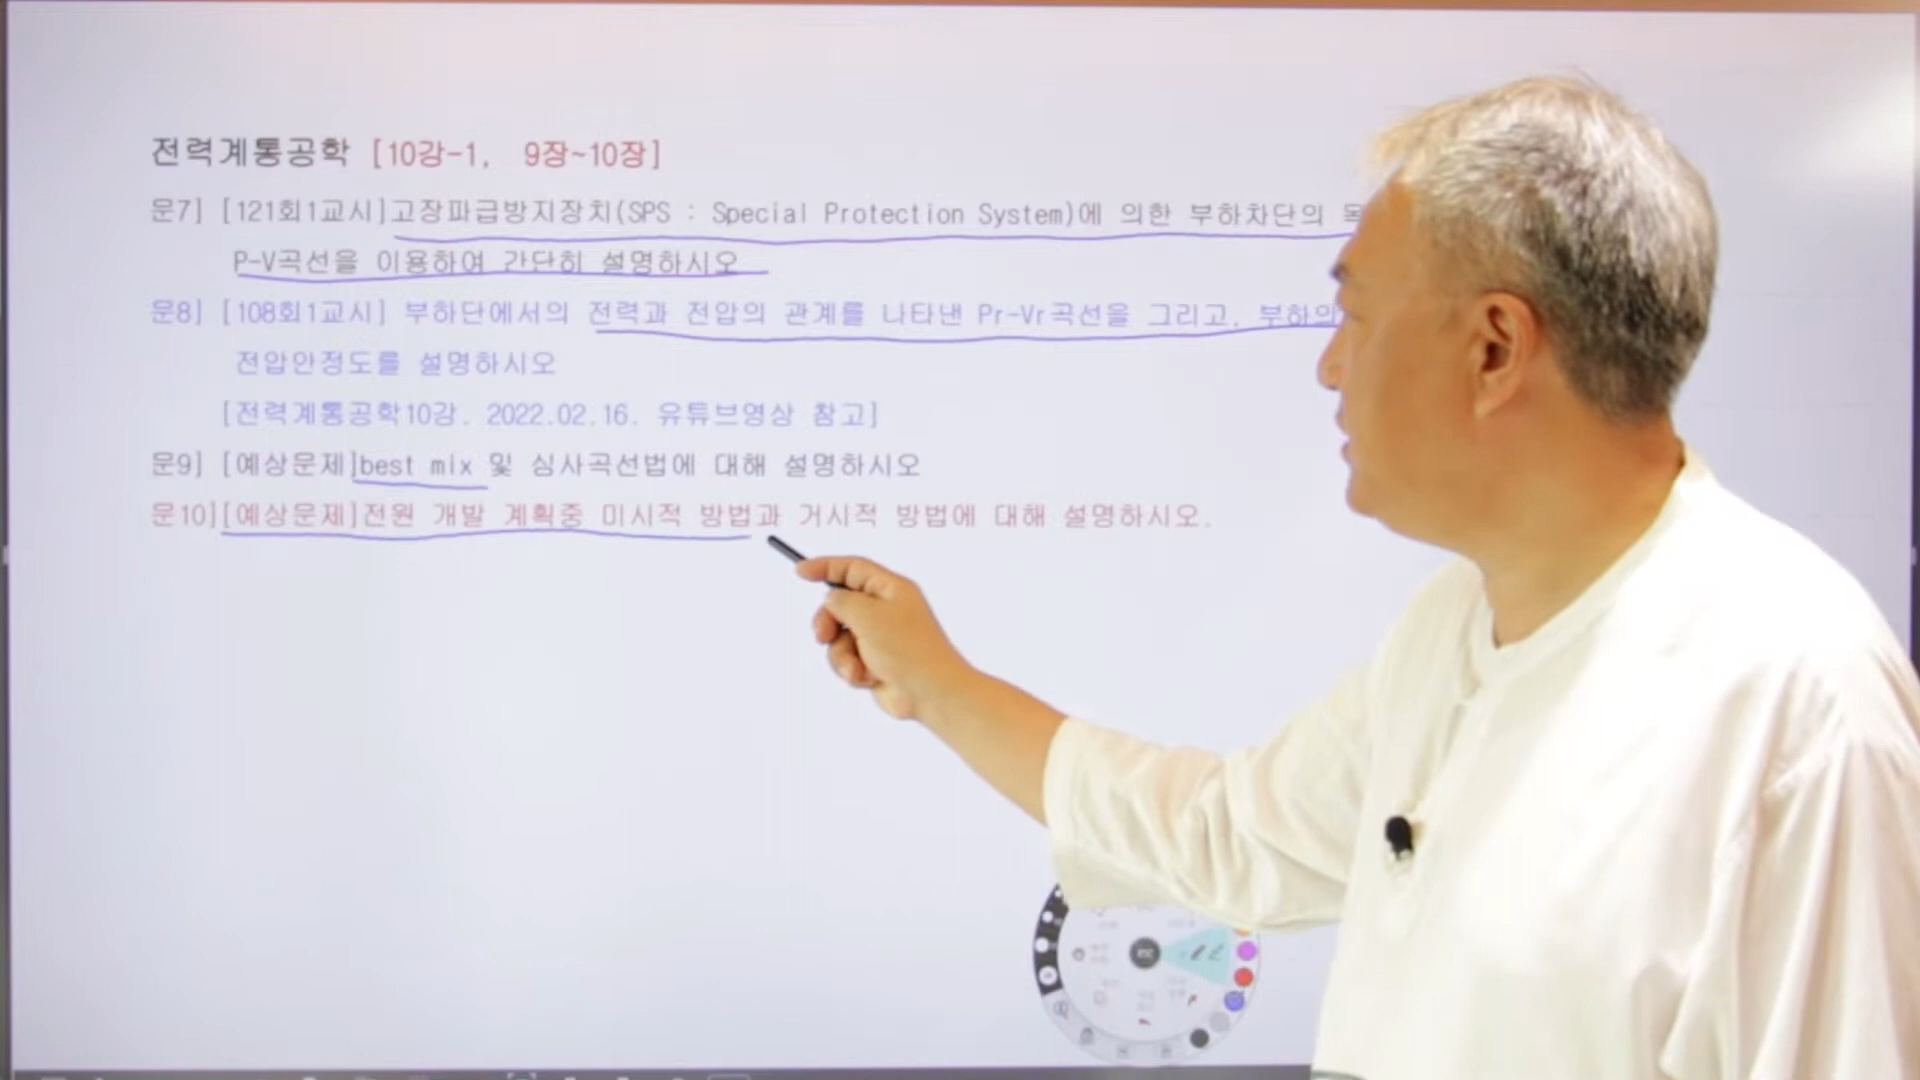 전력계통공학 [10강-1, 9장~10장]
문7] [121회1교시]고장파급방지장치(SPS : Special Protection System)에 의한 부하차단의
P-V곡선을 이용하여 간단히 설명하시오
문8] [108회1교시] 부하단에서의 전력과 전압의 관계를 나타낸 Pr-Vr곡선을 그리고, 부하의
전압안정도를 설명하시오
[전력계통공학10강. 2022.02.16. 유튜브영상 참고]
문9] [예상문제]best mix 및 심사곡선법에 대해 설명하시오
문10][예상문제]전원 개발 계획중 미시적 방법과 거시적 방법에 대해 설명하시오.